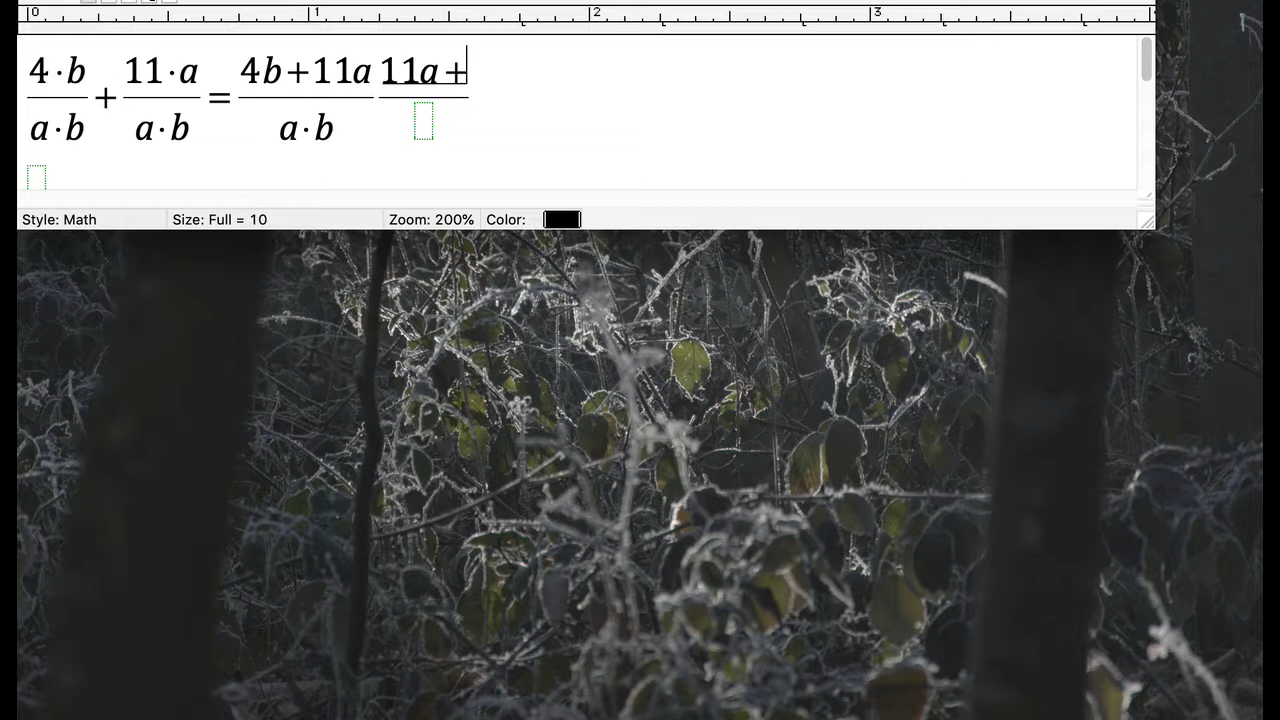 0 1 2 3
4·b/a·b + 11·a/a·b = 4b+11a/a·b 11a+
Style: Math Size: Full = 10 Zoom: 200% Color: